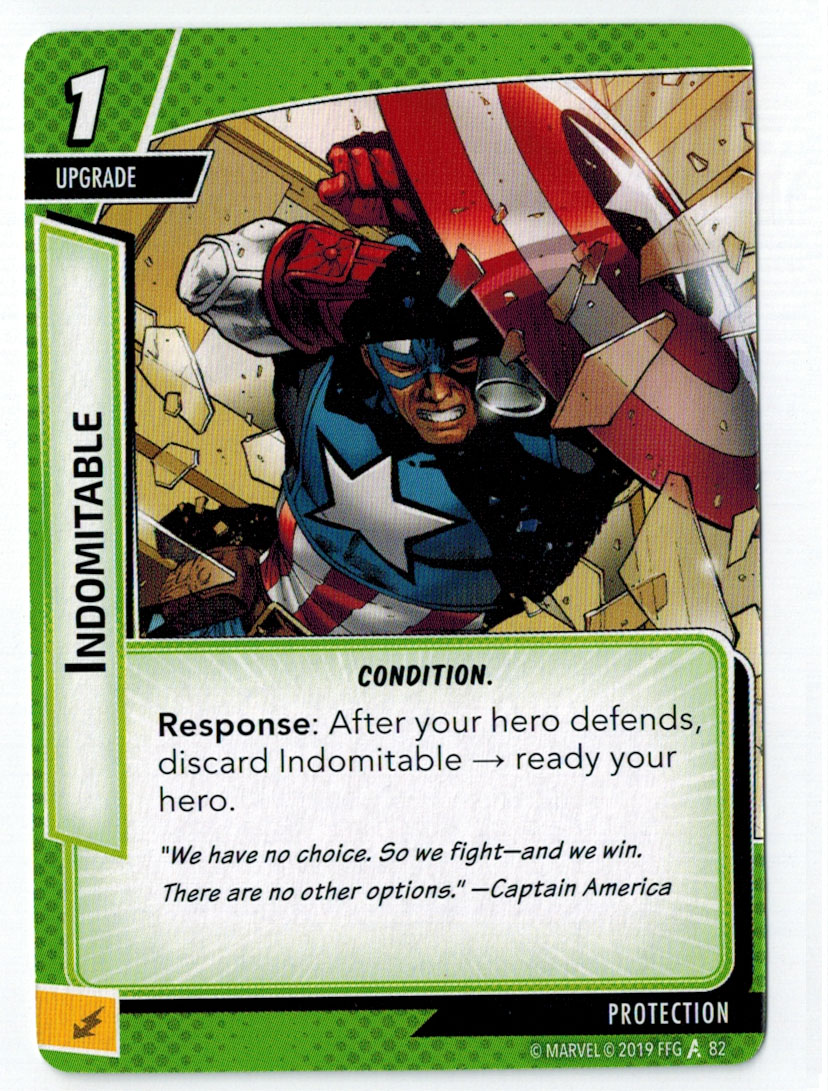 1
UPGRADE
INDOMITABLE
CONDITION.
Response: After your hero defends,
discard Indomitable → ready your
hero.
"We have no choice. So we fight—and we win.
There are no other options." —Captain America
PROTECTION
© MARVEL © 2019 FFG 82